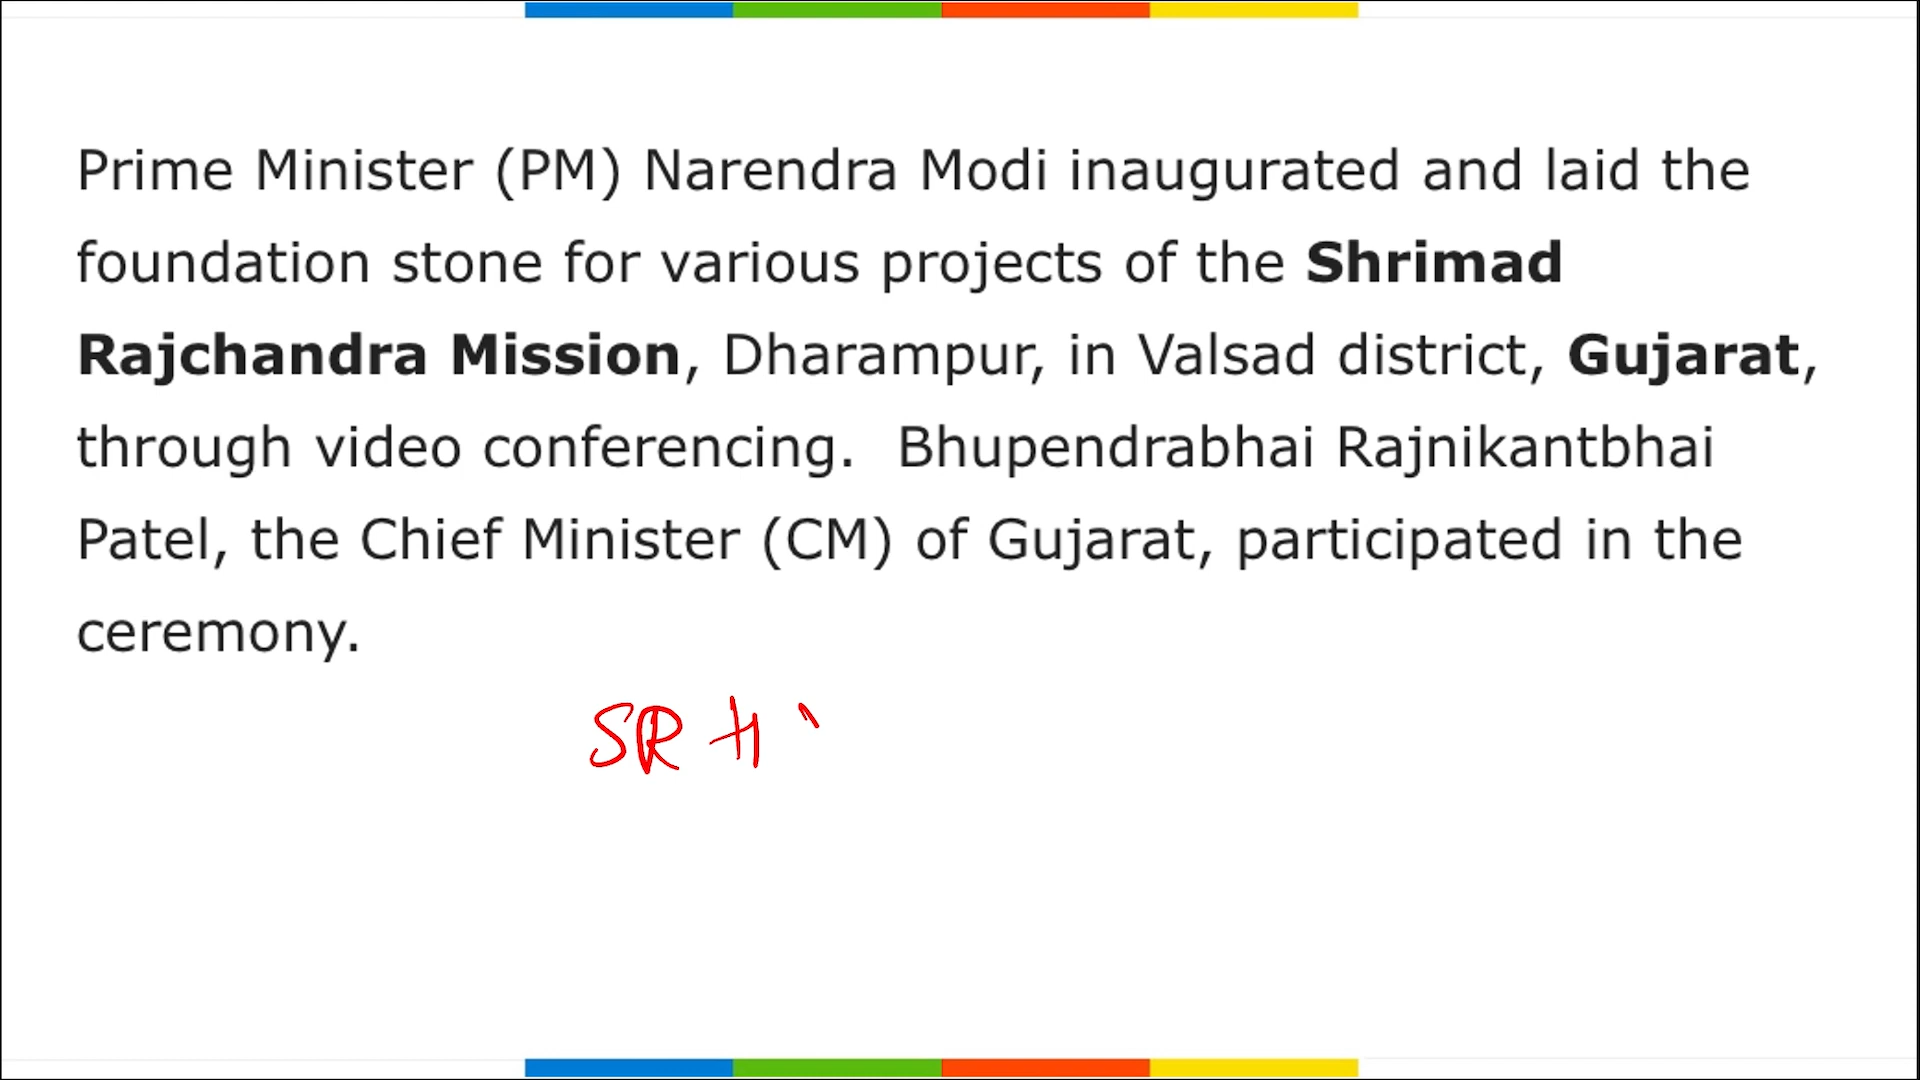 Prime Minister (PM) Narendra Modi inaugurated and laid the
foundation stone for various projects of the Shrimad
Rajchandra Mission, Dharampur, in Valsad district, Gujarat,
through video conferencing.  Bhupendrabhai Rajnikantbhai
Patel, the Chief Minister (CM) of Gujarat, participated in the
ceremony.
SR H